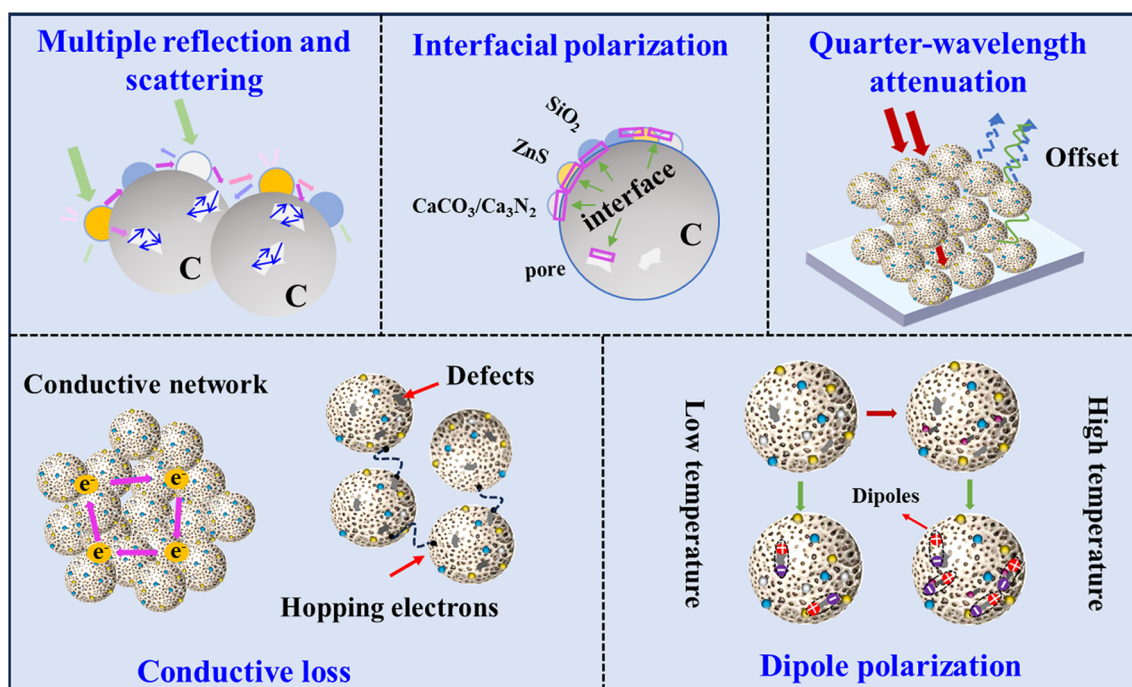 Multiple reflection and
scattering
C
C
Interfacial polarization
SiO₂
ZnS
CaCO₃/Ca₃N₂
interface
C
pore
Quarter-wavelength
attenuation
Offset
Conductive network
e⁻
e⁻
e⁻
e⁻
Defects
Hopping electrons
Conductive loss
Low temperature
High temperature
Dipoles
+
−
+
−
+
−
+
−
+
−
Dipole polarization